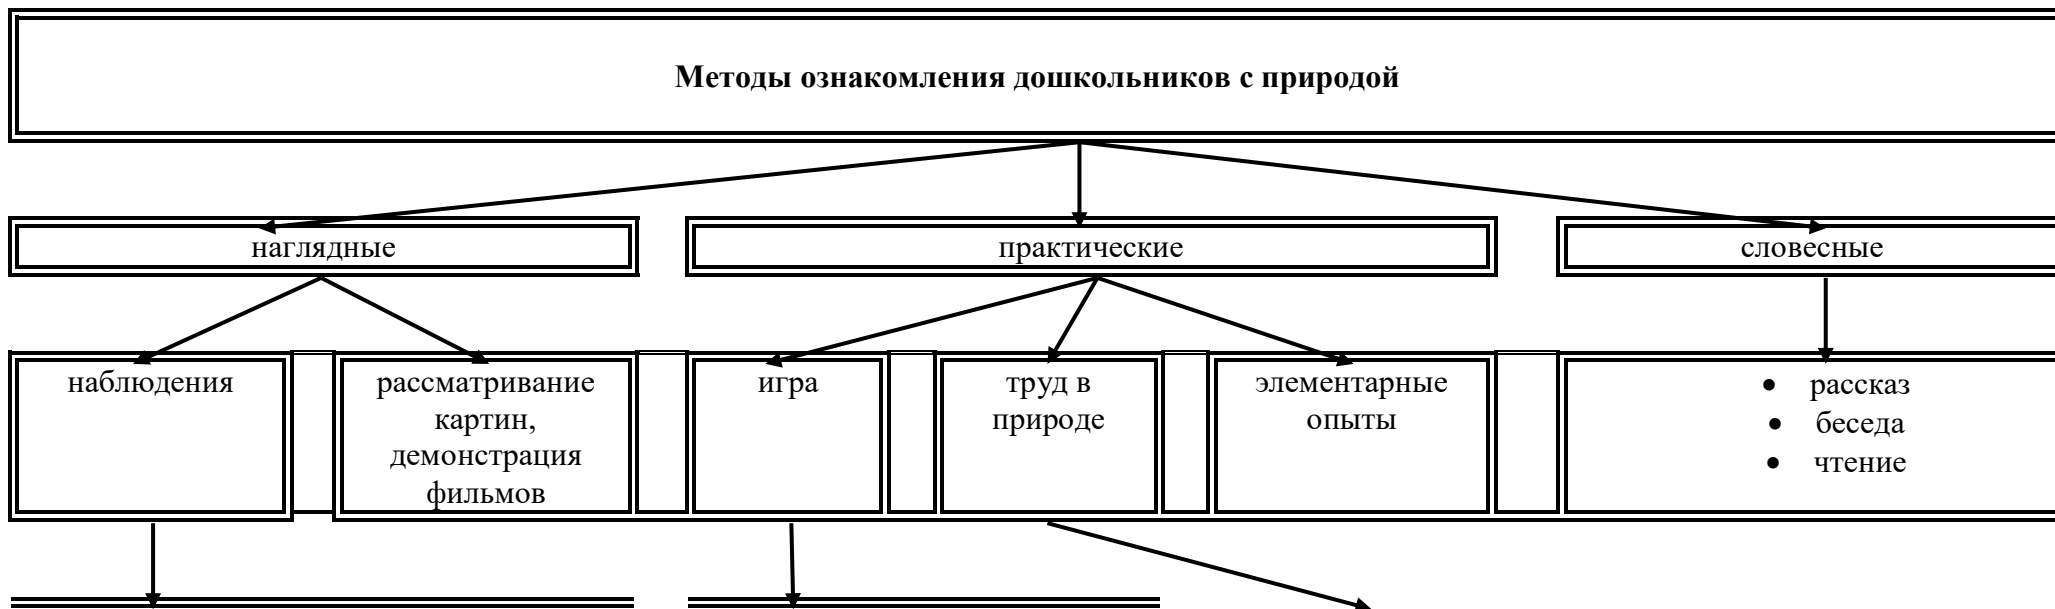 Методы ознакомления дошкольников с природой
наглядные
практические
словесные
наблюдения
рассматривание
картин,
демонстрация
фильмов
игра
труд в
природе
элементарные
опыты
• рассказ
• беседа
• чтение